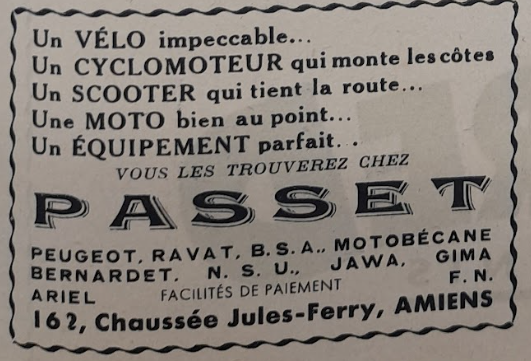 Un VÉLO impeccable...
Un CYCLOMOTEUR qui monte les côtes
Un SCOOTER qui tient la route...
Une MOTO bien au point...
Un ÉQUIPEMENT parfait. .
VOUS LES TROUVEREZ CHEZ
PASSET
PEUGEOT, RAVAT, B.S.A., MOTOBÉCANE
BERNARDET, N. S. U., JAWA, GIMA
ARIEL FACILITÉS DE PAIEMENT F. N.
162, Chaussée Jules-Ferry, AMIENS